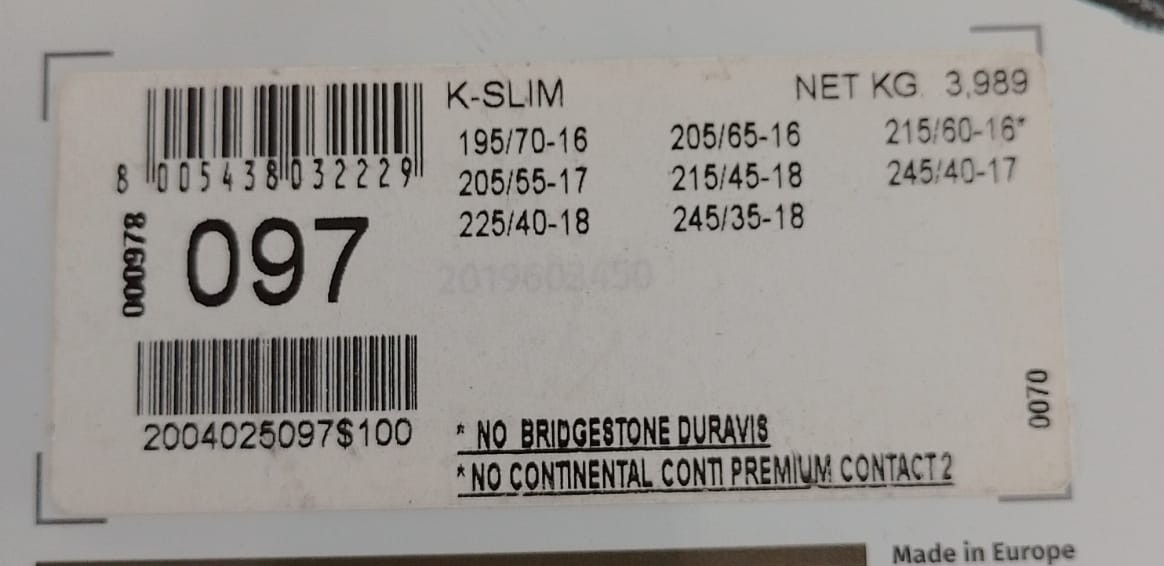 K-SLIM NET KG. 3,989
195/70-16 205/65-16 215/60-16*
205/55-17 215/45-18 245/40-17
225/40-18 245/35-18
8 005438 032229
000978
097
2019603450
2004025097$100
* NO BRIDGESTONE DURAVIS
* NO CONTINENTAL CONTI PREMIUM CONTACT 2
0070
Made in Europe